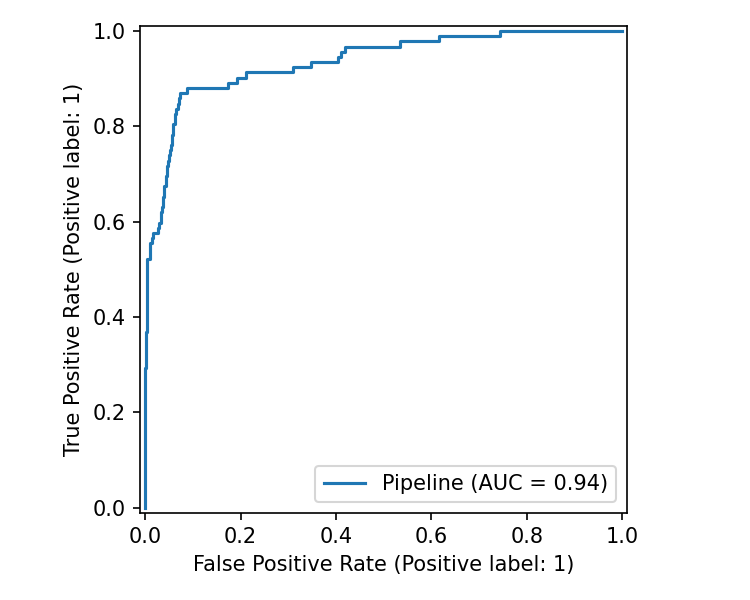 1.0
0.8
0.6
0.4
0.2
0.0
True Positive Rate (Positive label: 1)
Pipeline (AUC = 0.94)
0.0 0.2 0.4 0.6 0.8 1.0
False Positive Rate (Positive label: 1)